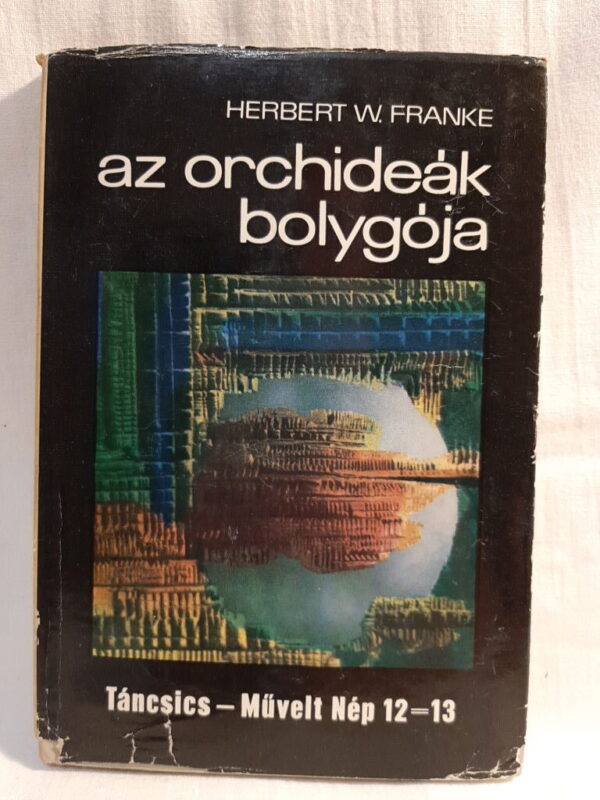 HERBERT W. FRANKE
az orchideák
bolygója
Táncsics – Művelt Nép 12=13